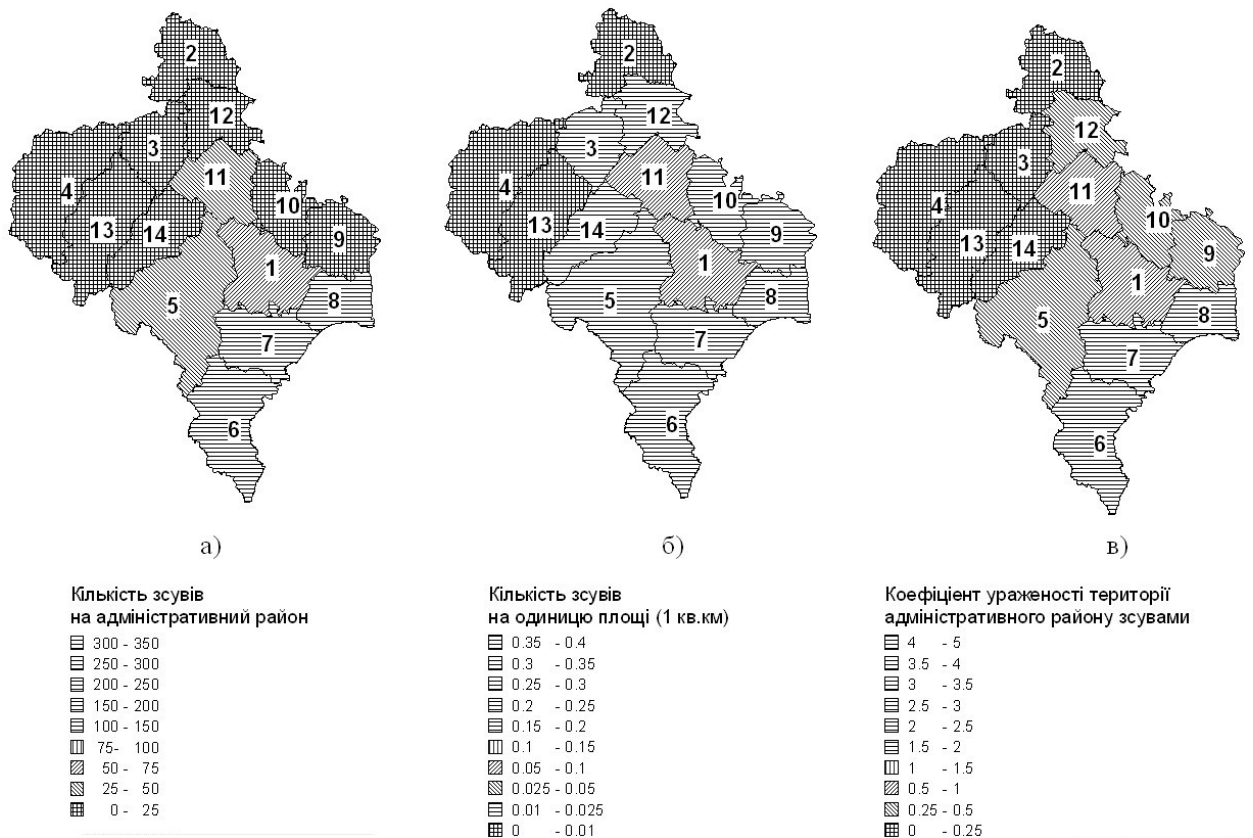 2
12
3
4
11
10
13
14
9
1
5
8
7
6
а)
2
12
3
4
11
10
13
14
9
1
5
8
7
6
б)
2
12
3
4
11
10
13
14
9
1
5
8
7
6
в)
Кількість зсувів
на адміністративний район
300 - 350
250 - 300
200 - 250
150 - 200
100 - 150
75- 100
50 - 75
25 - 50
0 - 25
Кількість зсувів
на одиницю площі (1 кв.км)
0.35 - 0.4
0.3 - 0.35
0.25 - 0.3
0.2 - 0.25
0.15 - 0.2
0.1 - 0.15
0.05 - 0.1
0.025 - 0.05
0.01 - 0.025
0 - 0.01
Коефіцієнт ураженості території
адміністративного району зсувами
4 - 5
3.5 - 4
3 - 3.5
2.5 - 3
2 - 2.5
1.5 - 2
1 - 1.5
0.5 - 1
0.25 - 0.5
0 - 0.25